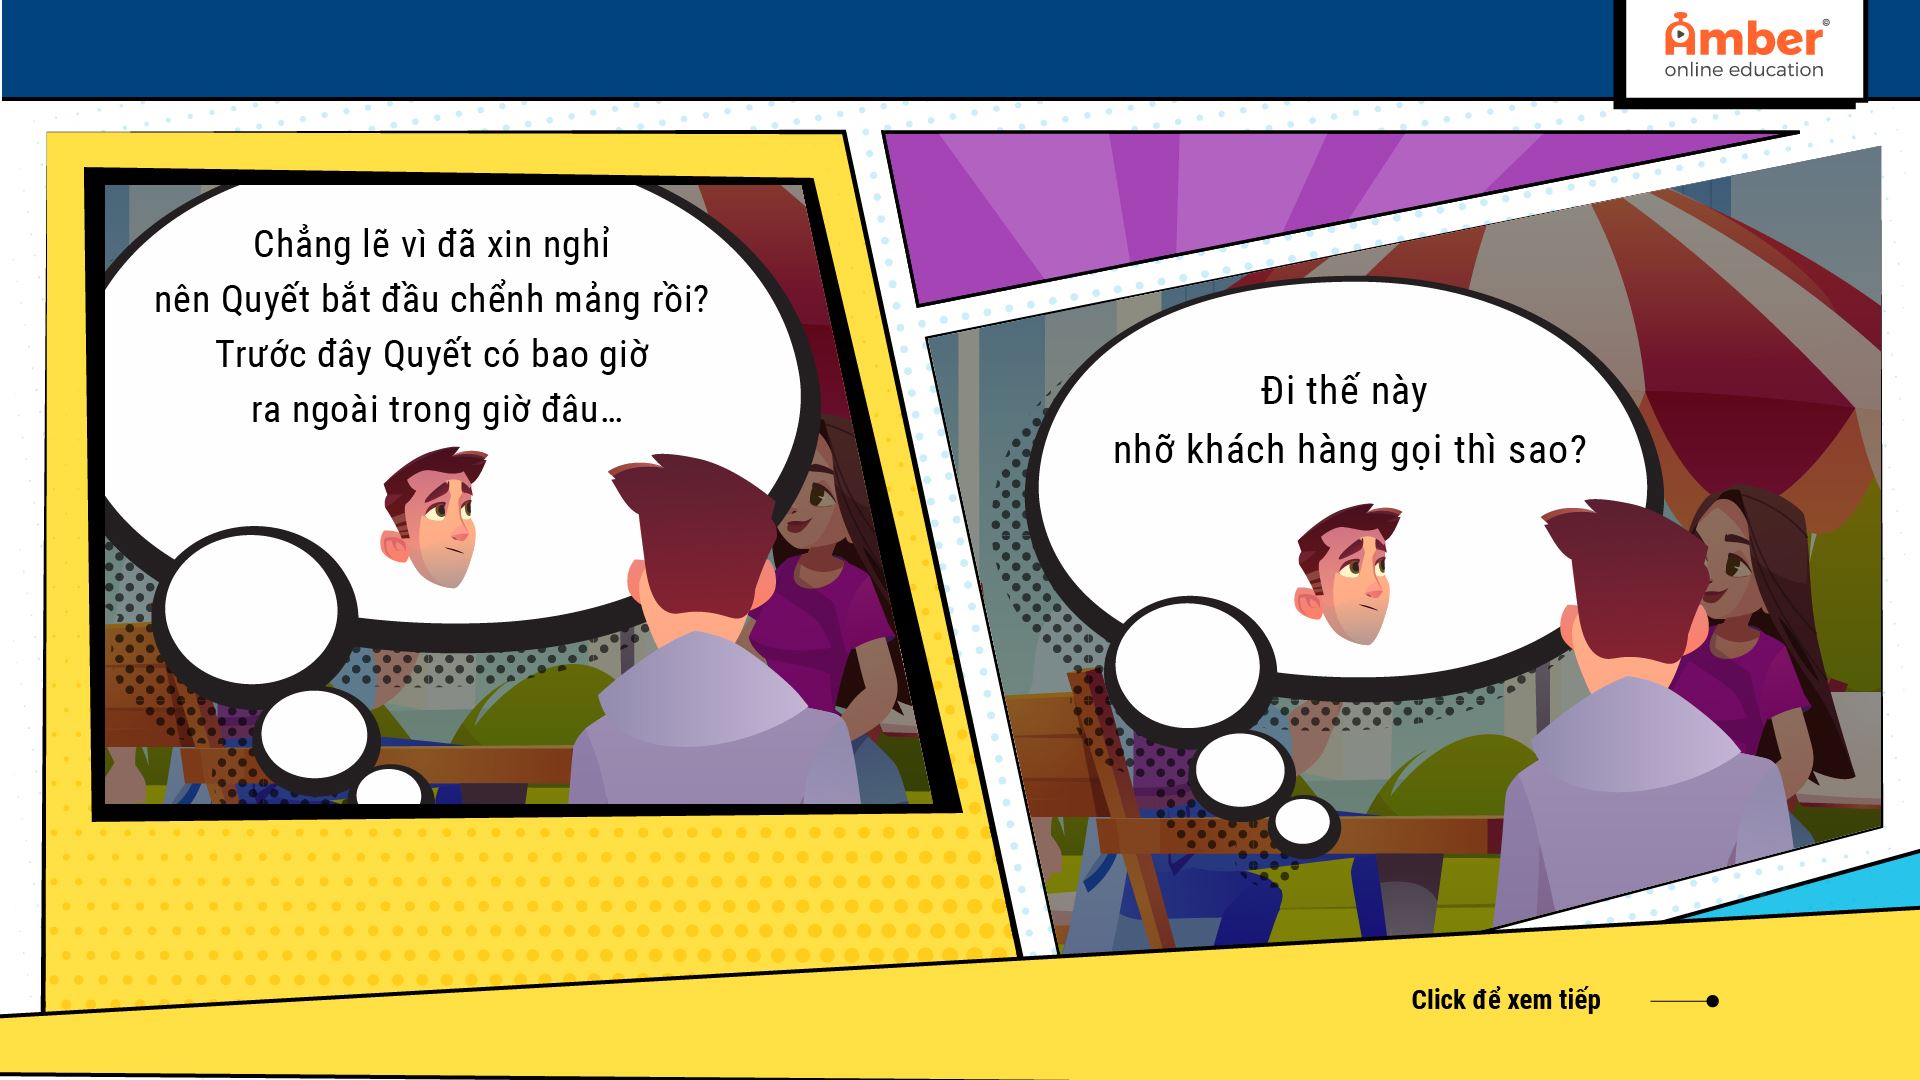 Amber©
online education
Chẳng lẽ vì đã xin nghỉ
nên Quyết bắt đầu chểnh mảng rồi?
Trước đây Quyết có bao giờ
ra ngoài trong giờ đâu...
Đi thế này
nhỡ khách hàng gọi thì sao?
Click để xem tiếp